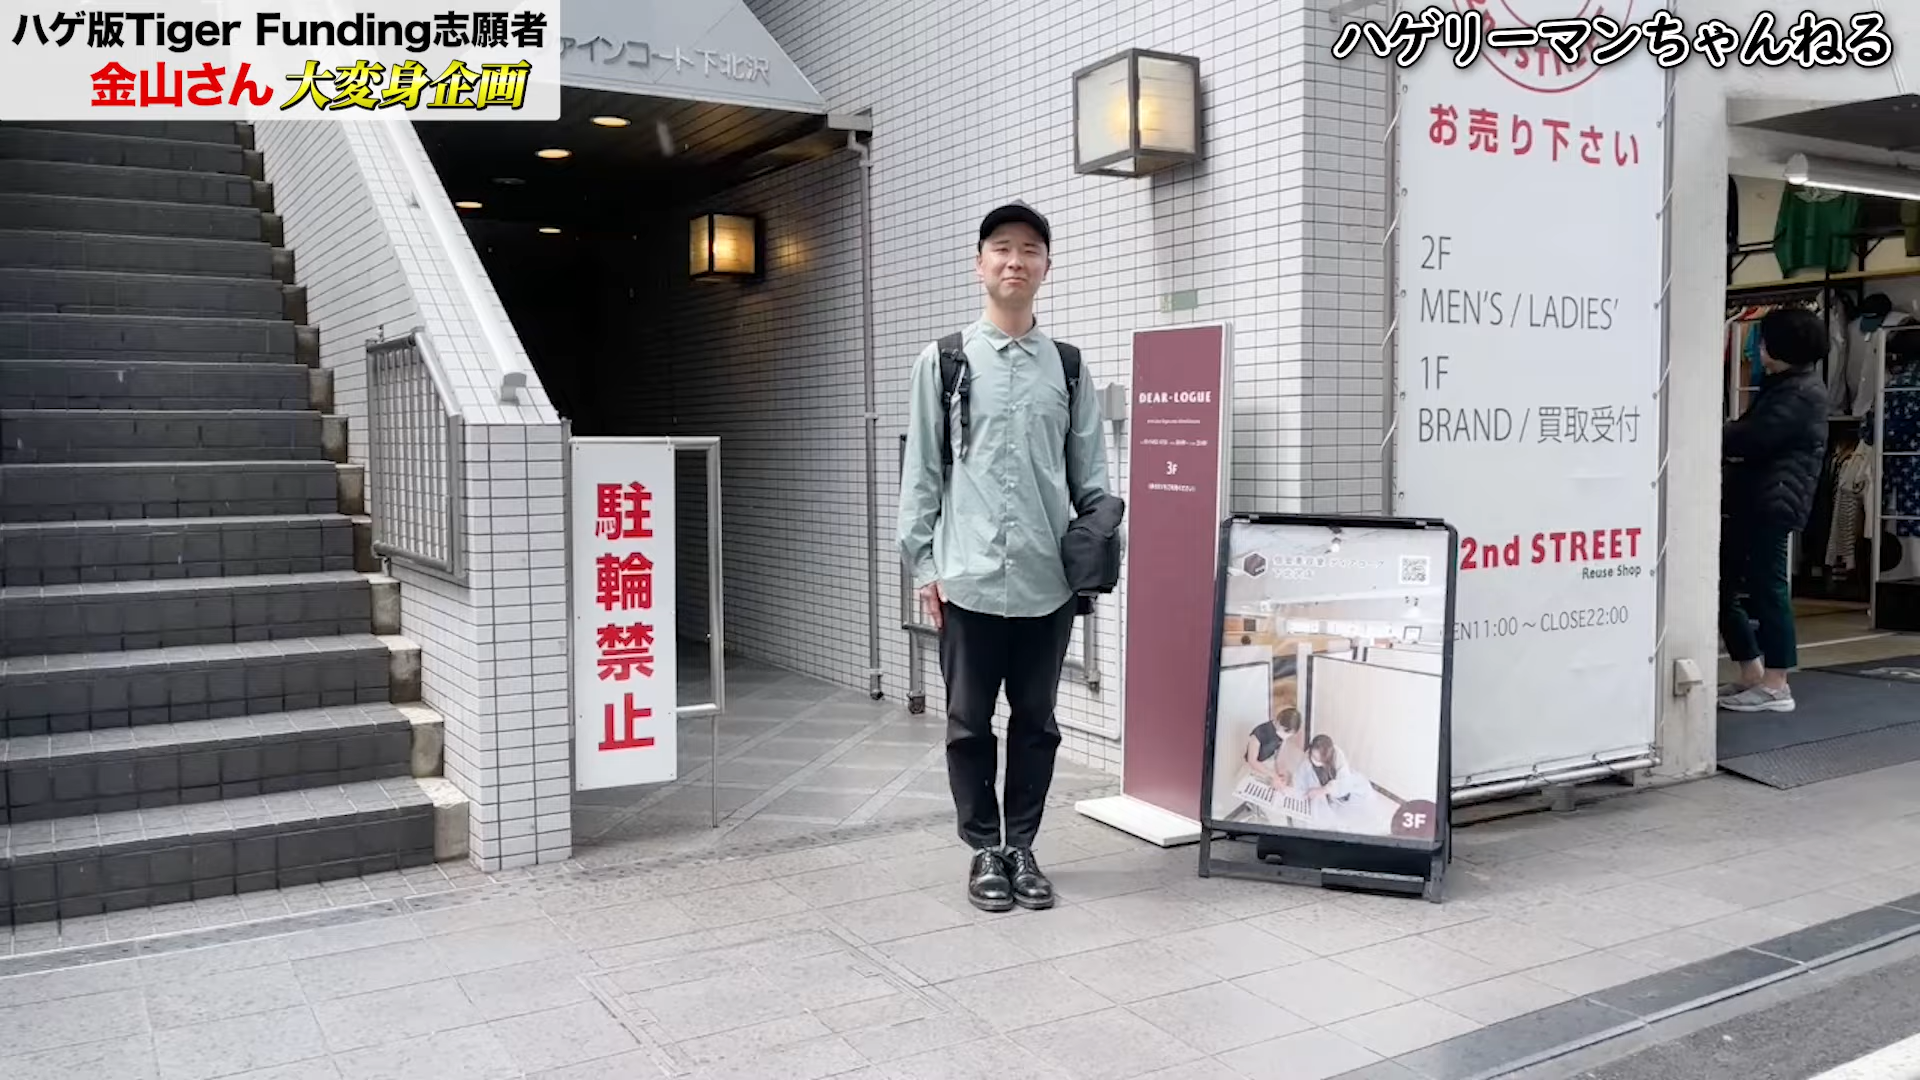 ハゲ版Tiger Funding志願者
金山さん 大変身企画
ハゲリーマンちゃんねる
ァインコート下北沢
お売り下さい
2F
MEN'S / LADIES'
1F
BRAND / 買取受付
2nd STREET
Reuse Shop
EN11:00～CLOSE22:00
DEAR-LOGUE
3F
駐輪禁止
3F